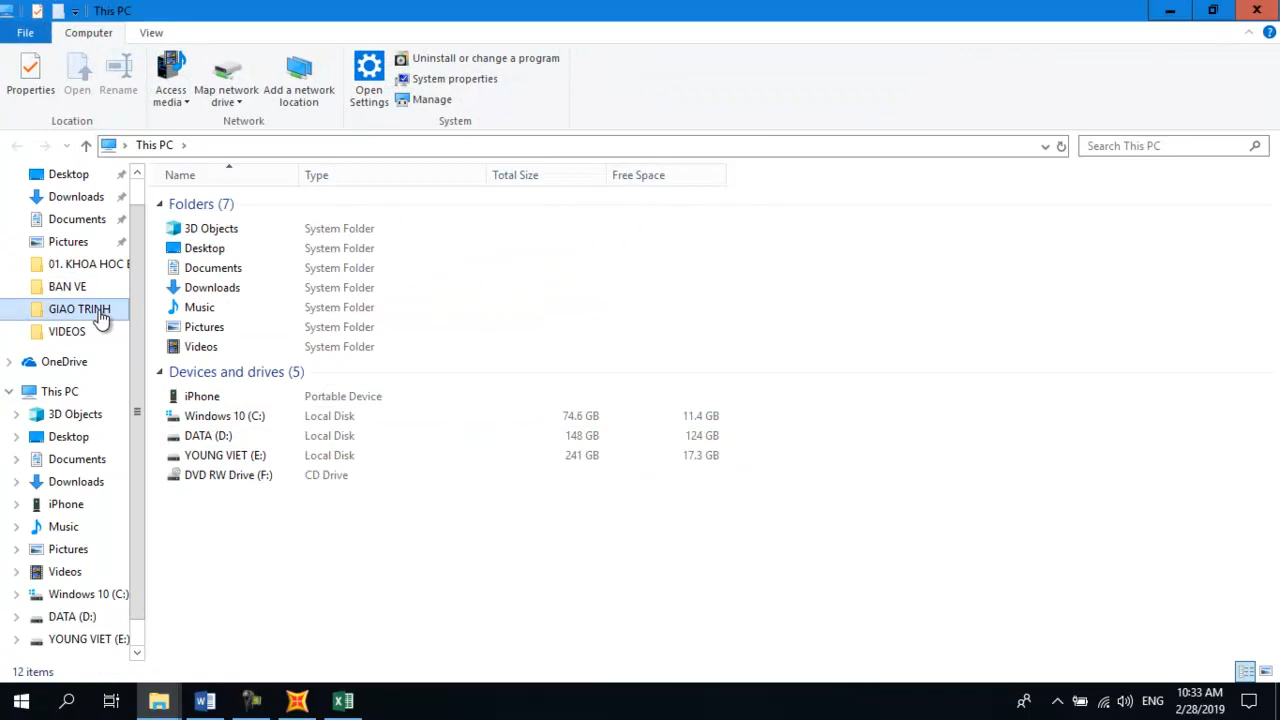 This PC
File Computer View
Properties Open Rename Access media Map network drive Add a network location Open Settings Uninstall or change a program
System properties
Manage
Location Network System
This PC Search This PC
Name Type Total Size Free Space
Desktop
Downloads
Documents
Pictures
01. KHOA HOC
BAN VE
GIAO TRINH
VIDEOS
OneDrive
This PC
3D Objects
Desktop
Documents
Downloads
iPhone
Music
Pictures
Videos
Windows 10 (C:)
DATA (D:)
YOUNG VIET (E:)
Folders (7)
3D Objects System Folder
Desktop System Folder
Documents System Folder
Downloads System Folder
Music System Folder
Pictures System Folder
Videos System Folder
Devices and drives (5)
iPhone Portable Device
Windows 10 (C:) Local Disk 74.6 GB 11.4 GB
DATA (D:) Local Disk 148 GB 124 GB
YOUNG VIET (E:) Local Disk 241 GB 17.3 GB
DVD RW Drive (F:) CD Drive
12 items
ENG 10:33 AM
2/28/2019